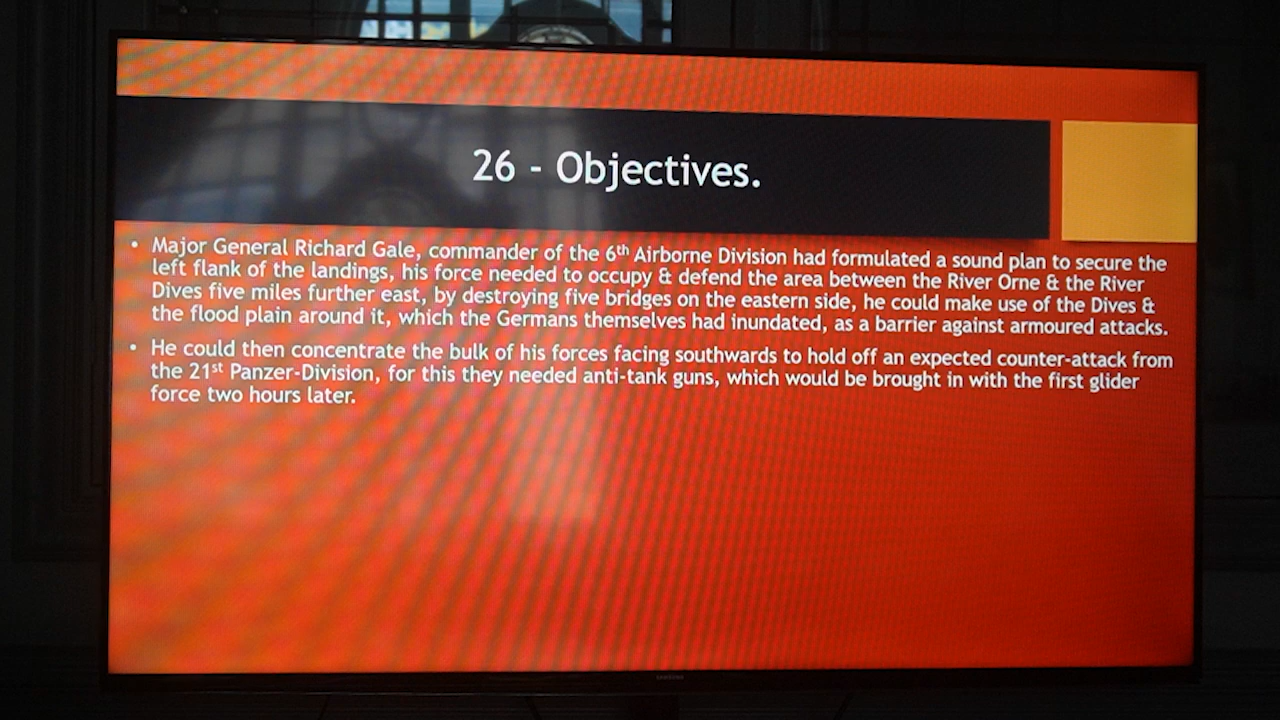 26 - Objectives.
• Major General Richard Gale, commander of the 6th Airborne Division had formulated a sound plan to secure the
left flank of the landings, his force needed to occupy & defend the area between the River Orne & the River
Dives five miles further east, by destroying five bridges on the eastern side, he could make use of the Dives &
the flood plain around it, which the Germans themselves had inundated, as a barrier against armoured attacks.
• He could then concentrate the bulk of his forces facing southwards to hold off an expected counter-attack from
the 21st Panzer-Division, for this they needed anti-tank guns, which would be brought in with the first glider
force two hours later.
SAMSUNG